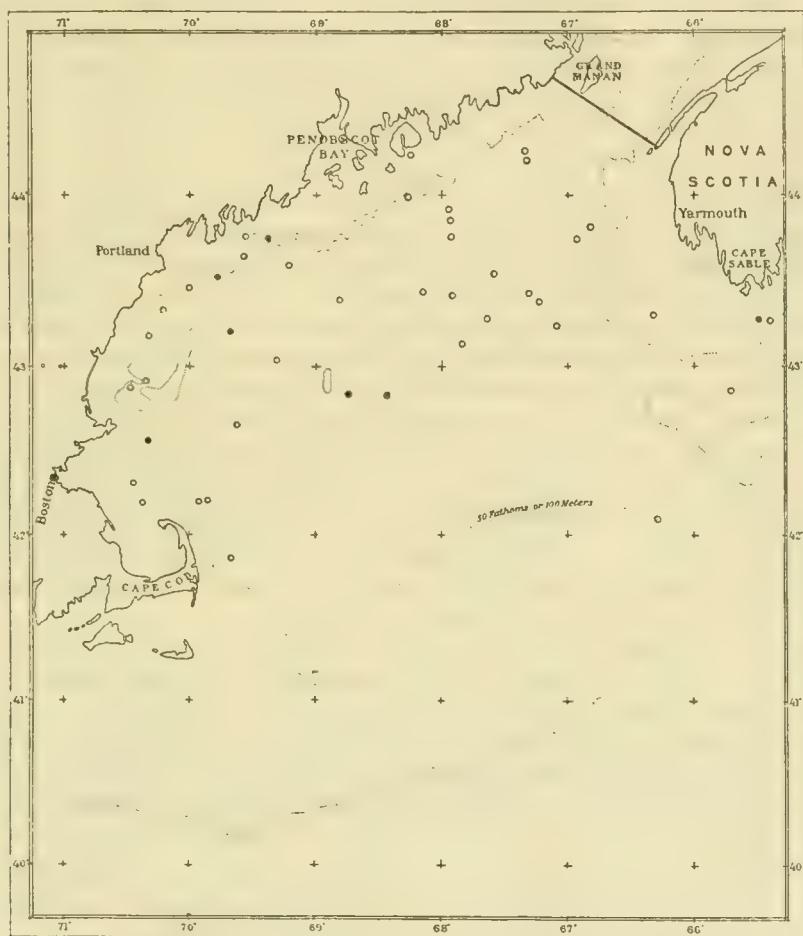 71° 70° 69° 68° 67° 66°
GRAND
MANAN
PENOBSCOT
BAY
NOVA
SCOTIA
44° 44°
Yarmouth
Portland
CAPE
SABLE
43° 43°
Boston
50 Fathoms or 100 Meters
42° 42°
CAPE COD
41° 41°
40° 40°
71° 70° 69° 68° 67° 66°